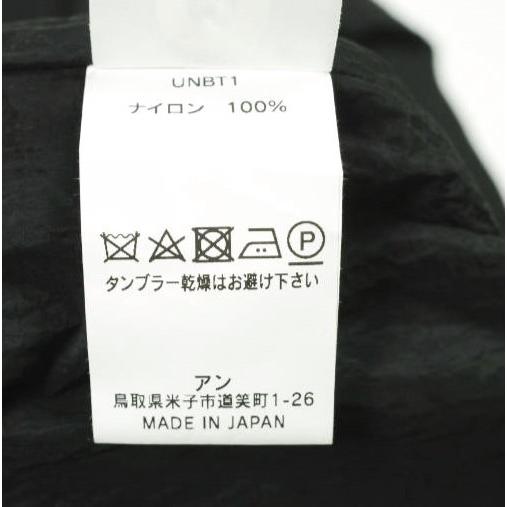 UNBT1
ナイロン 100%
P
タンブラー乾燥はお避け下さい
アン
鳥取県米子市道笑町1-26
MADE IN JAPAN